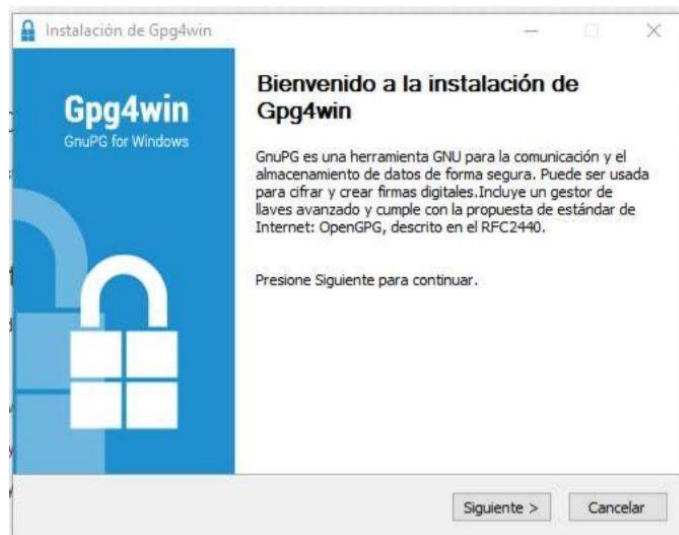 Instalación de Gpg4win
Gpg4win
GnuPG for Windows
Bienvenido a la instalación de
Gpg4win
GnuPG es una herramienta GNU para la comunicación y el
almacenamiento de datos de forma segura. Puede ser usada
para cifrar y crear firmas digitales.Incluye un gestor de
llaves avanzado y cumple con la propuesta de estándar de
Internet: OpenGPG, descrito en el RFC2440.
Presione Siguiente para continuar.
Siguiente >
Cancelar